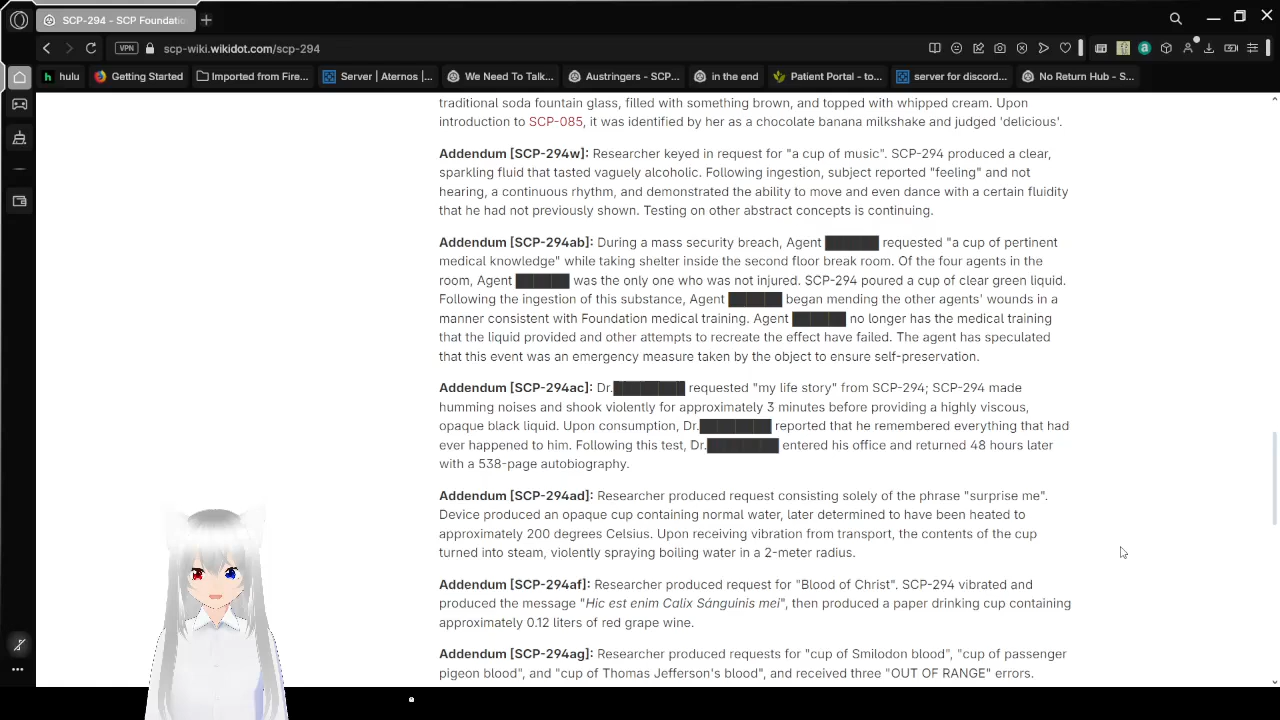 SCP-294 - SCP Foundatio
scp-wiki.wikidot.com/scp-294
VPN
hulu
Getting Started
Imported from Fire...
Server | Aternos |...
We Need To Talk...
Austringers - SCP...
in the end
Patient Portal - to...
server for discord...
No Return Hub - S...
traditional soda fountain glass, filled with something brown, and topped with whipped cream. Upon
introduction to SCP-085, it was identified by her as a chocolate banana milkshake and judged 'delicious'.
Addendum [SCP-294w]: Researcher keyed in request for "a cup of music". SCP-294 produced a clear,
sparkling fluid that tasted vaguely alcoholic. Following ingestion, subject reported "feeling" and not
hearing, a continuous rhythm, and demonstrated the ability to move and even dance with a certain fluidity
that he had not previously shown. Testing on other abstract concepts is continuing.
Addendum [SCP-294ab]: During a mass security breach, Agent ██████ requested "a cup of pertinent
medical knowledge" while taking shelter inside the second floor break room. Of the four agents in the
room, Agent ██████ was the only one who was not injured. SCP-294 poured a cup of clear green liquid.
Following the ingestion of this substance, Agent ██████ began mending the other agents' wounds in a
manner consistent with Foundation medical training. Agent ██████ no longer has the medical training
that the liquid provided and other attempts to recreate the effect have failed. The agent has speculated
that this event was an emergency measure taken by the object to ensure self-preservation.
Addendum [SCP-294ac]: Dr.████████ requested "my life story" from SCP-294; SCP-294 made
humming noises and shook violently for approximately 3 minutes before providing a highly viscous,
opaque black liquid. Upon consumption, Dr.████████ reported that he remembered everything that had
ever happened to him. Following this test, Dr.████████ entered his office and returned 48 hours later
with a 538-page autobiography.
Addendum [SCP-294ad]: Researcher produced request consisting solely of the phrase "surprise me".
Device produced an opaque cup containing normal water, later determined to have been heated to
approximately 200 degrees Celsius. Upon receiving vibration from transport, the contents of the cup
turned into steam, violently spraying boiling water in a 2-meter radius.
Addendum [SCP-294af]: Researcher produced request for "Blood of Christ". SCP-294 vibrated and
produced the message "Hic est enim Calix Sánguinis mei", then produced a paper drinking cup containing
approximately 0.12 liters of red grape wine.
Addendum [SCP-294ag]: Researcher produced requests for "cup of Smilodon blood", "cup of passenger
pigeon blood", and "cup of Thomas Jefferson's blood", and received three "OUT OF RANGE" errors.